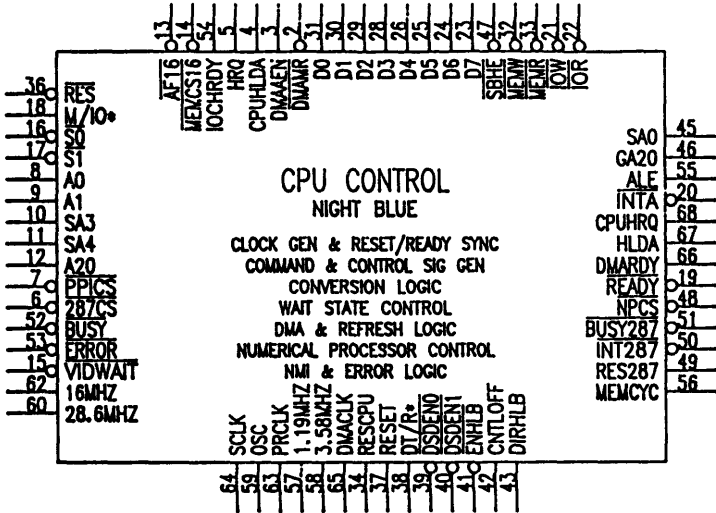 13
14
54
5
4
3
2
31
30
29
28
26
25
24
23
47
32
33
21
22
AF16
MEMCS16
IOCHRDY
HRQ
CPUHLDA
DMAAEN
DMAMR
D0
D1
D2
D3
D4
D5
D6
D7
SBHE
MEMW
MEMR
IOW
IOR
36 RES
18 M/IO*
16 S0
17 S1
8 A0
9 A1
10 SA3
11 SA4
12 A20
7 PPICS
6 287CS
52 BUSY
53 ERROR
15 VIDWAIT
62 16MHZ
60 28.6MHZ
CPU CONTROL
NIGHT BLUE
CLOCK GEN & RESET/READY SYNC
COMMAND & CONTROL SIG GEN
CONVERSION LOGIC
WAIT STATE CONTROL
DMA & REFRESH LOGIC
NUMERICAL PROCESSOR CONTROL
NMI & ERROR LOGIC
SA0 45
GA20 46
ALE 55
INTA 20
CPUHRQ 68
HLDA 67
DMARDY 66
READY 19
NPCS 48
BUSY287 51
INT287 50
RES287 49
MEMCYC 56
SCLK
OSC
PRCLK
1.19MHZ
3.58MHZ
DMACLK
RESCPU
RESET
DT/R*
DSDEN0
DSDEN1
ENHLB
CNTLOFF
DIRHLB
64
59
63
57
58
65
34
37
38
39
40
41
42
43